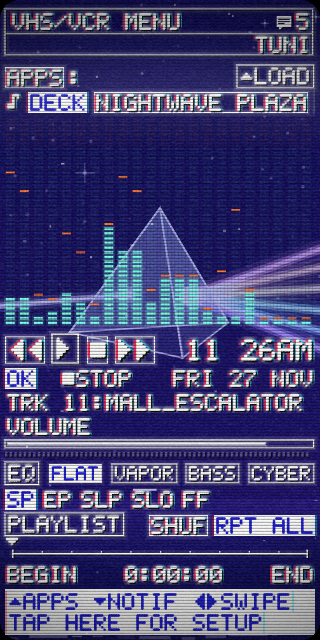 VHS/VCR MENU 5
TUNI
APPS: ▲LOAD
♪ DECK NIGHTWAVE PLAZA
11 26AM
OK ■STOP FRI 27 NOV
TRK 11:MALL_ESCALATOR
VOLUME
EQ FLAT VAPOR BASS CYBER
SP EP SLP SLO FF
PLAYLIST SHUF RPT ALL
BEGIN 0:00:00 END
▲APPS ▼NOTIF ◀▶SWIPE
TAP HERE FOR SETUP